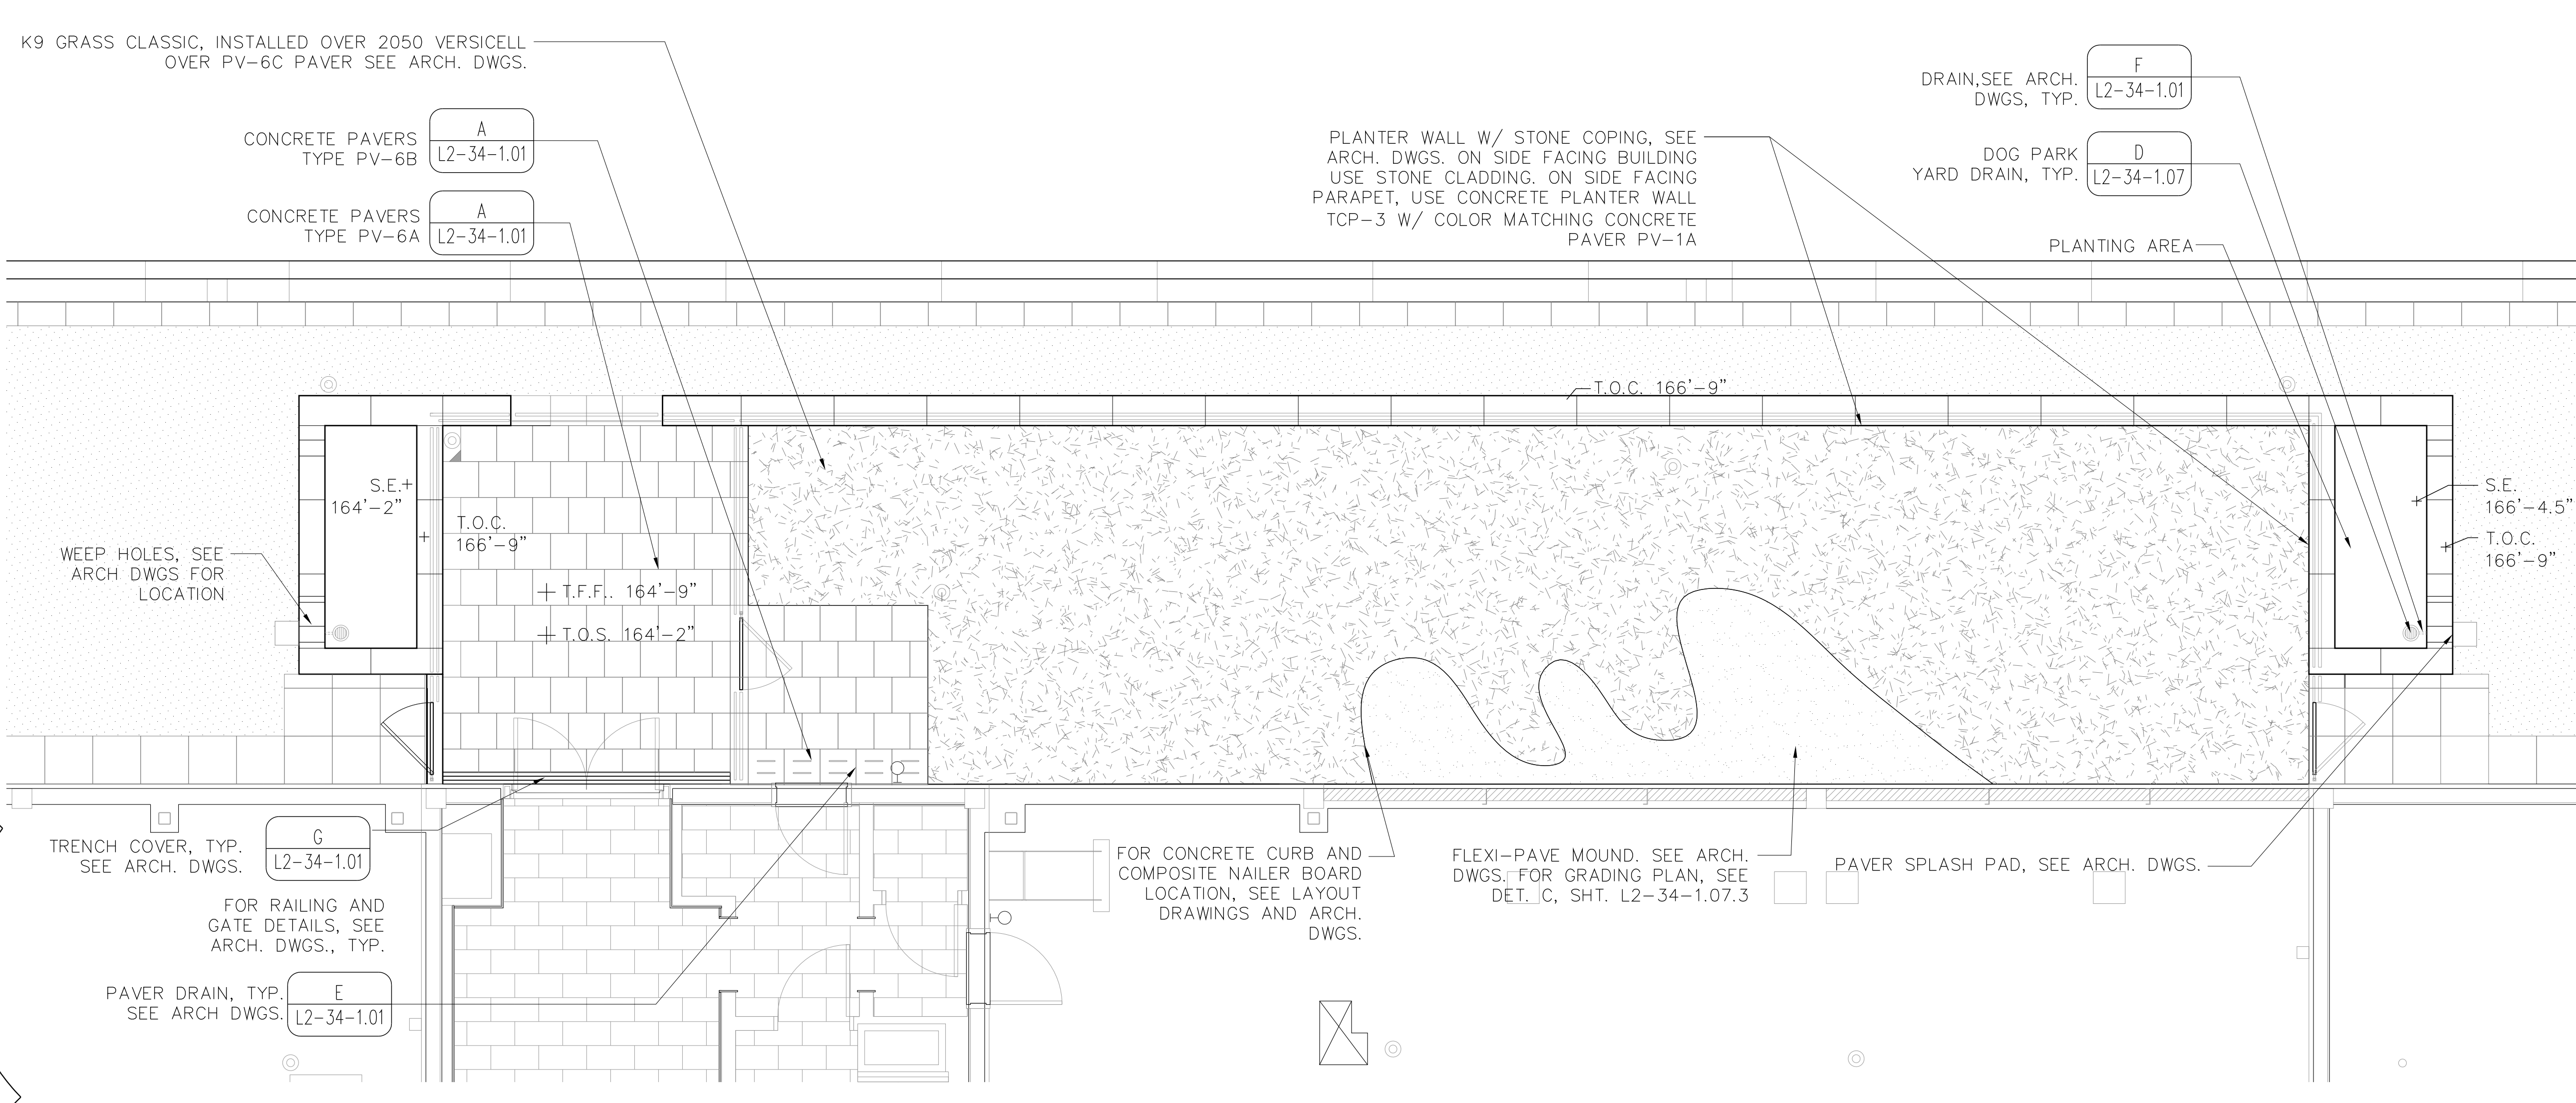 K9 GRASS CLASSIC, INSTALLED OVER 2050 VERSICELL
OVER PV-6C PAVER SEE ARCH. DWGS.
CONCRETE PAVERS
TYPE PV-6B
A
L2-34-1.01
CONCRETE PAVERS
TYPE PV-6A
A
L2-34-1.01
PLANTER WALL W/ STONE COPING, SEE
ARCH. DWGS. ON SIDE FACING BUILDING
USE STONE CLADDING. ON SIDE FACING
PARAPET, USE CONCRETE PLANTER WALL
TCP-3 W/ COLOR MATCHING CONCRETE
PAVER PV-1A
DRAIN,SEE ARCH.
DWGS, TYP.
F
L2-34-1.01
DOG PARK
YARD DRAIN, TYP.
D
L2-34-1.07
PLANTING AREA
T.O.C. 166'-9"
S.E.
164'-2"
T.O.C.
166'-9"
T.F.F.. 164'-9"
T.O.S. 164'-2"
S.E.
166'-4.5"
T.O.C.
166'-9"
WEEP HOLES, SEE
ARCH DWGS FOR
LOCATION
TRENCH COVER, TYP.
SEE ARCH. DWGS.
G
L2-34-1.01
FOR RAILING AND
GATE DETAILS, SEE
ARCH. DWGS., TYP.
PAVER DRAIN, TYP.
SEE ARCH DWGS.
E
L2-34-1.01
FOR CONCRETE CURB AND
COMPOSITE NAILER BOARD
LOCATION, SEE LAYOUT
DRAWINGS AND ARCH.
DWGS.
FLEXI-PAVE MOUND. SEE ARCH.
DWGS. FOR GRADING PLAN, SEE
DET. C, SHT. L2-34-1.07.3
PAVER SPLASH PAD, SEE ARCH. DWGS.